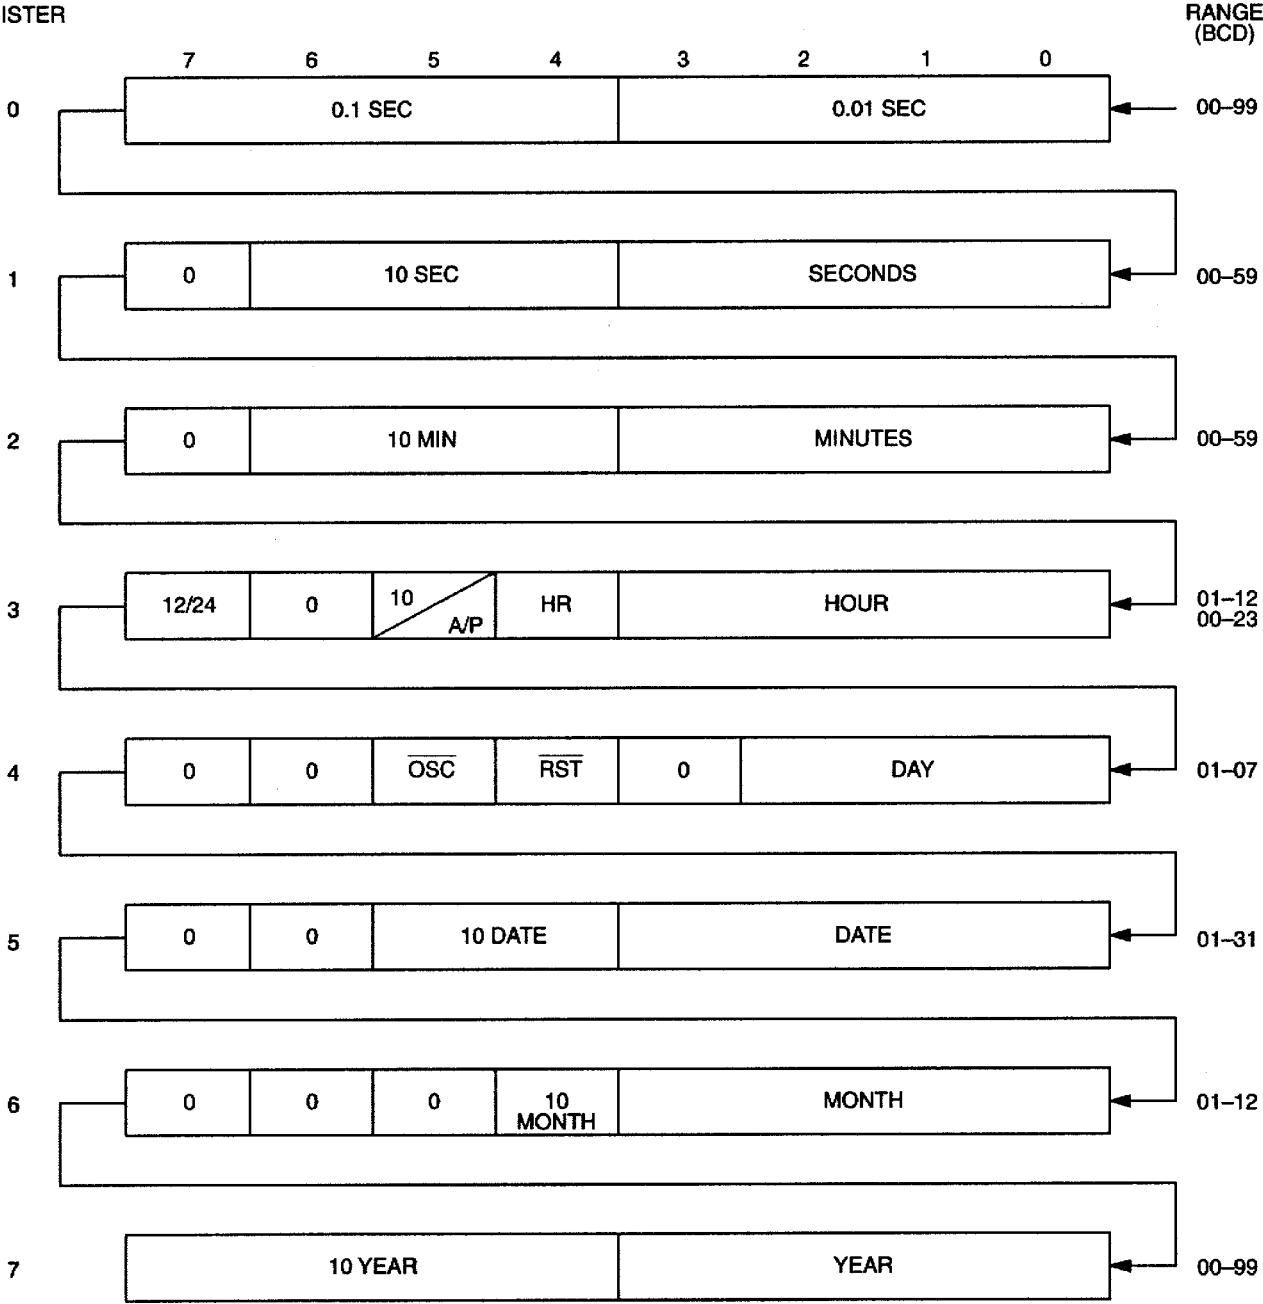 ISTER
RANGE
(BCD)
7 6 5 4 3 2 1 0
0 0.1 SEC 0.01 SEC 00–99
1 0 10 SEC SECONDS 00–59
2 0 10 MIN MINUTES 00–59
3 12/24 0 10 A/P HR HOUR 01–12
00–23
4 0 0 OSC RST 0 DAY 01–07
5 0 0 10 DATE DATE 01–31
6 0 0 0 10 MONTH MONTH 01–12
7 10 YEAR YEAR 00–99